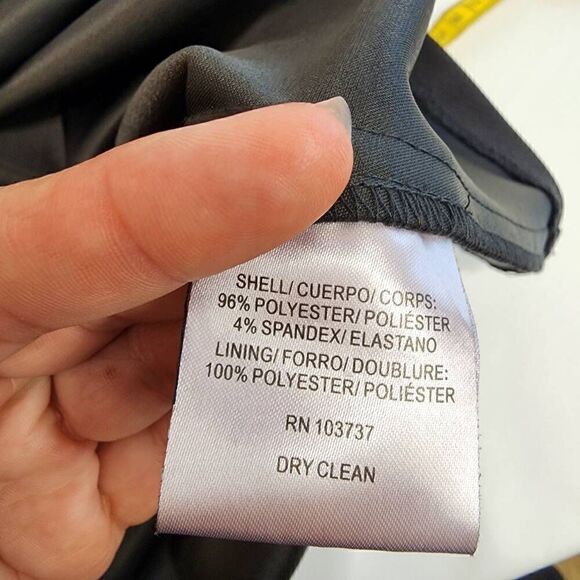 SHELL/ CUERPO/ CORPS:
96% POLYESTER/ POLIÉSTER
4% SPANDEX/ ELASTANO
LINING/ FORRO/ DOUBLURE:
100% POLYESTER/ POLIÉSTER
RN 103737
DRY CLEAN